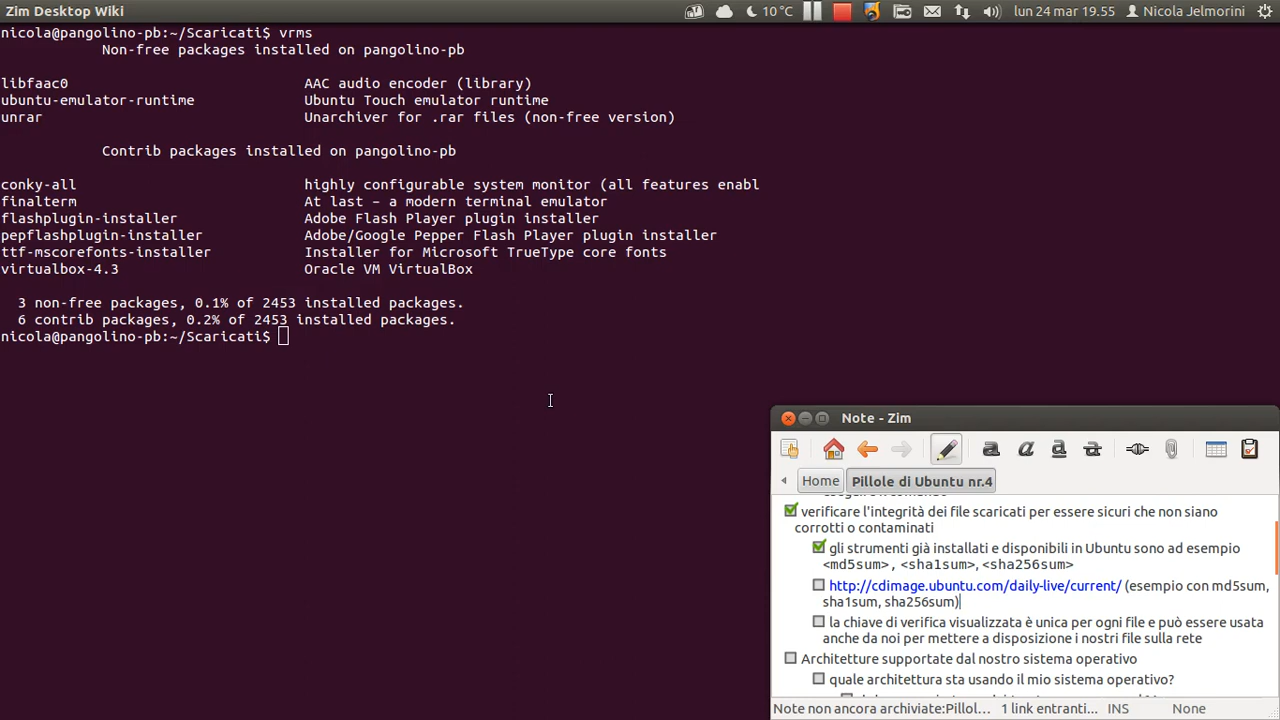 Zim Desktop Wiki
10 °C
lun 24 mar 19.55
Nicola Jelmorini
nicola@pangolino-pb:~/Scaricati$ vrms
Non-free packages installed on pangolino-pb
libfaac0 AAC audio encoder (library)
ubuntu-emulator-runtime Ubuntu Touch emulator runtime
unrar Unarchiver for .rar files (non-free version)
Contrib packages installed on pangolino-pb
conky-all highly configurable system monitor (all features enabl
finalterm At last – a modern terminal emulator
flashplugin-installer Adobe Flash Player plugin installer
pepflashplugin-installer Adobe/Google Pepper Flash Player plugin installer
ttf-mscorefonts-installer Installer for Microsoft TrueType core fonts
virtualbox-4.3 Oracle VM VirtualBox
3 non-free packages, 0.1% of 2453 installed packages.
6 contrib packages, 0.2% of 2453 installed packages.
nicola@pangolino-pb:~/Scaricati$
Note - Zim
Home
Pillole di Ubuntu nr.4
verificare l'integrità dei file scaricati per essere sicuri che non siano
corrotti o contaminati
gli strumenti già installati e disponibili in Ubuntu sono ad esempio
<md5sum>, <sha1sum>, <sha256sum>
http://cdimage.ubuntu.com/daily-live/current/ (esempio con md5sum,
sha1sum, sha256sum)
la chiave di verifica visualizzata è unica per ogni file e può essere usata
anche da noi per mettere a disposizione i nostri file sulla rete
Architetture supportate dal nostro sistema operativo
quale architettura sta usando il mio sistema operativo?
Note non ancora archiviate:Pillol...
1 link entranti...
INS
None